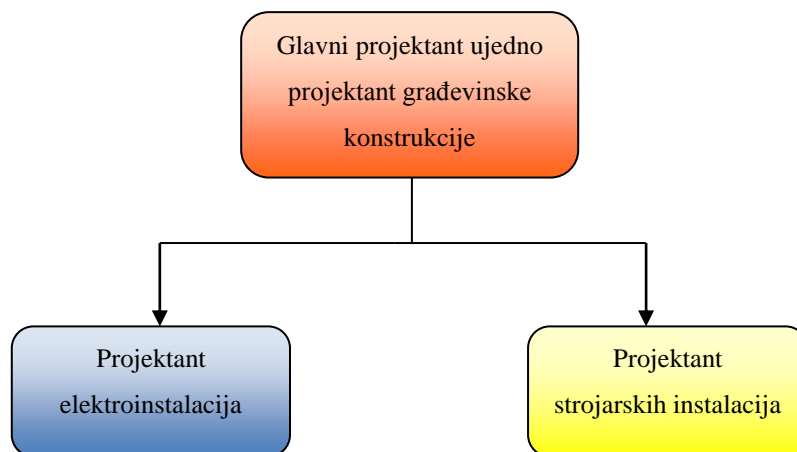 Glavni projektant ujedno
projektant građevinske
konstrukcije
Projektant
elektroinstalacija
Projektant
strojarskih instalacija